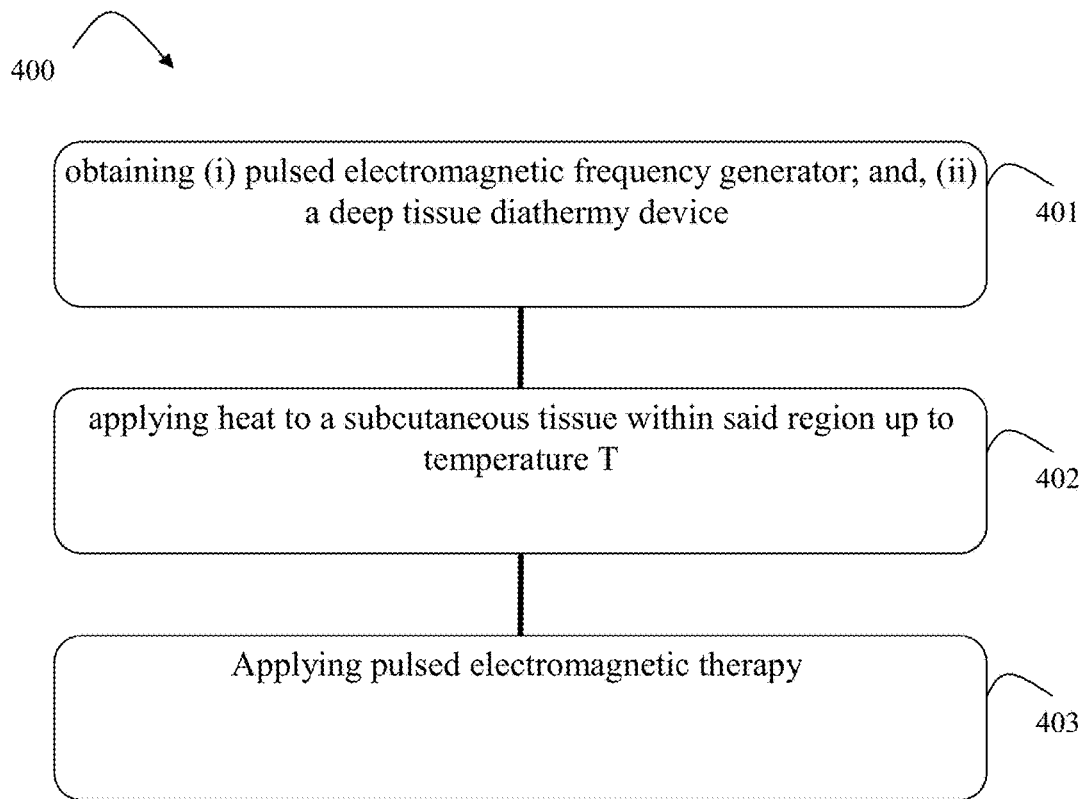 400
obtaining (i) pulsed electromagnetic frequency generator; and, (ii)
a deep tissue diathermy device
401
applying heat to a subcutaneous tissue within said region up to
temperature T
402
Applying pulsed electromagnetic therapy
403